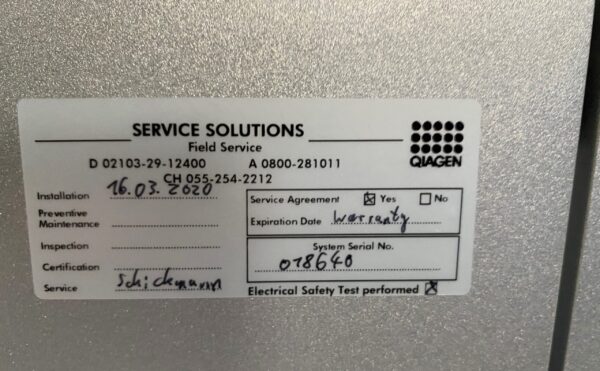 SERVICE SOLUTIONS
Field Service
QIAGEN
D 02103-29-12400 A 0800-281011
CH 055-254-2212
Installation 16.03.2020
Service Agreement ☒ Yes ☐ No
Preventive
Maintenance
Expiration Date Warranty
Inspection
System Serial No.
018640
Certification
Service Schickmann
Electrical Safety Test performed ☒